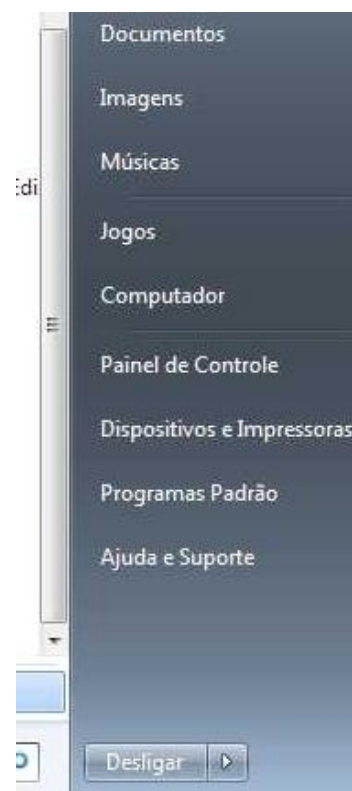 Documentos
Imagens
Músicas
Jogos
Computador
Painel de Controle
Dispositivos e Impressoras
Programas Padrão
Ajuda e Suporte
Desligar